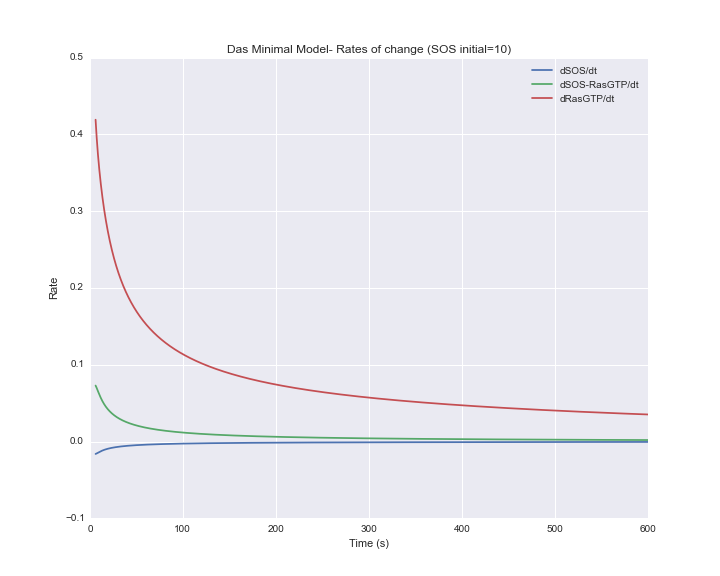 Das Minimal Model- Rates of change (SOS initial=10)
0.5
0.4
0.3
0.2
0.1
0.0
−0.1
Rate
dSOS/dt
dSOS-RasGTP/dt
dRasGTP/dt
0 100 200 300 400 500 600
Time (s)